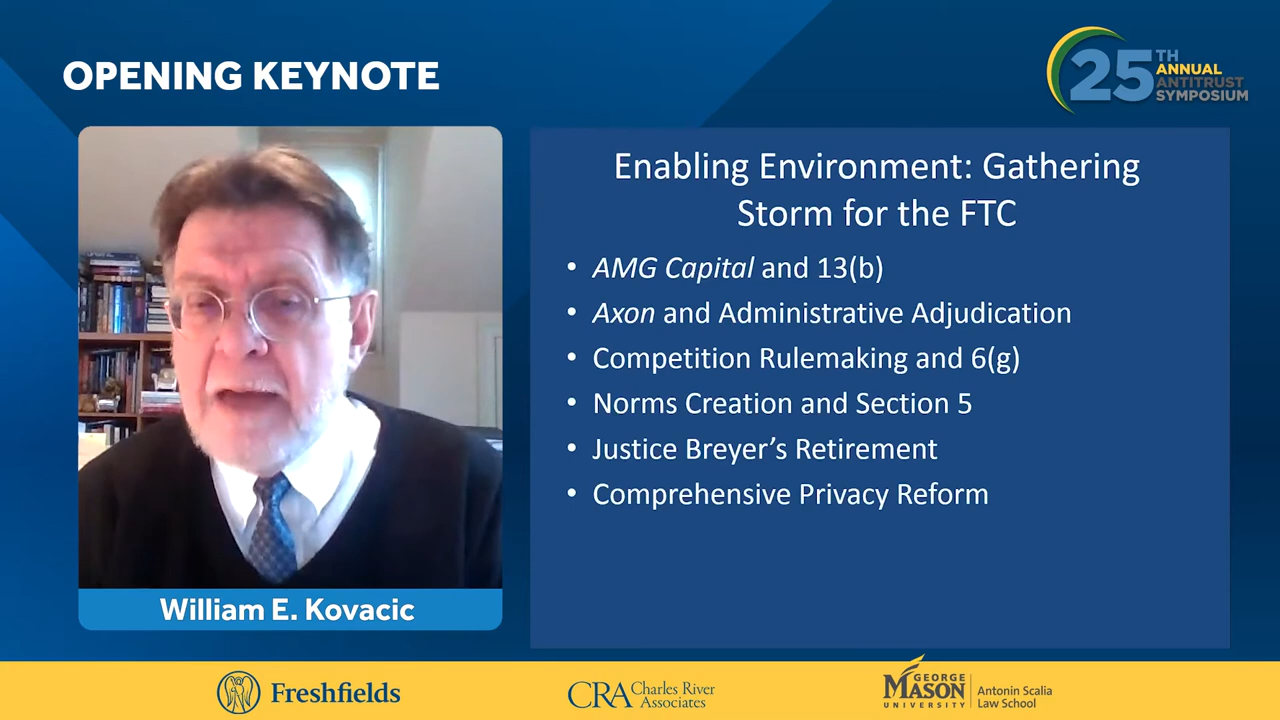 OPENING KEYNOTE
25TH
ANNUAL
ANTITRUST
SYMPOSIUM
Enabling Environment: Gathering
Storm for the FTC
• AMG Capital and 13(b)
• Axon and Administrative Adjudication
• Competition Rulemaking and 6(g)
• Norms Creation and Section 5
• Justice Breyer’s Retirement
• Comprehensive Privacy Reform
William E. Kovacic
Freshfields
CRA Charles River
Associates
GEORGE
MASON
UNIVERSITY
Antonin Scalia
Law School